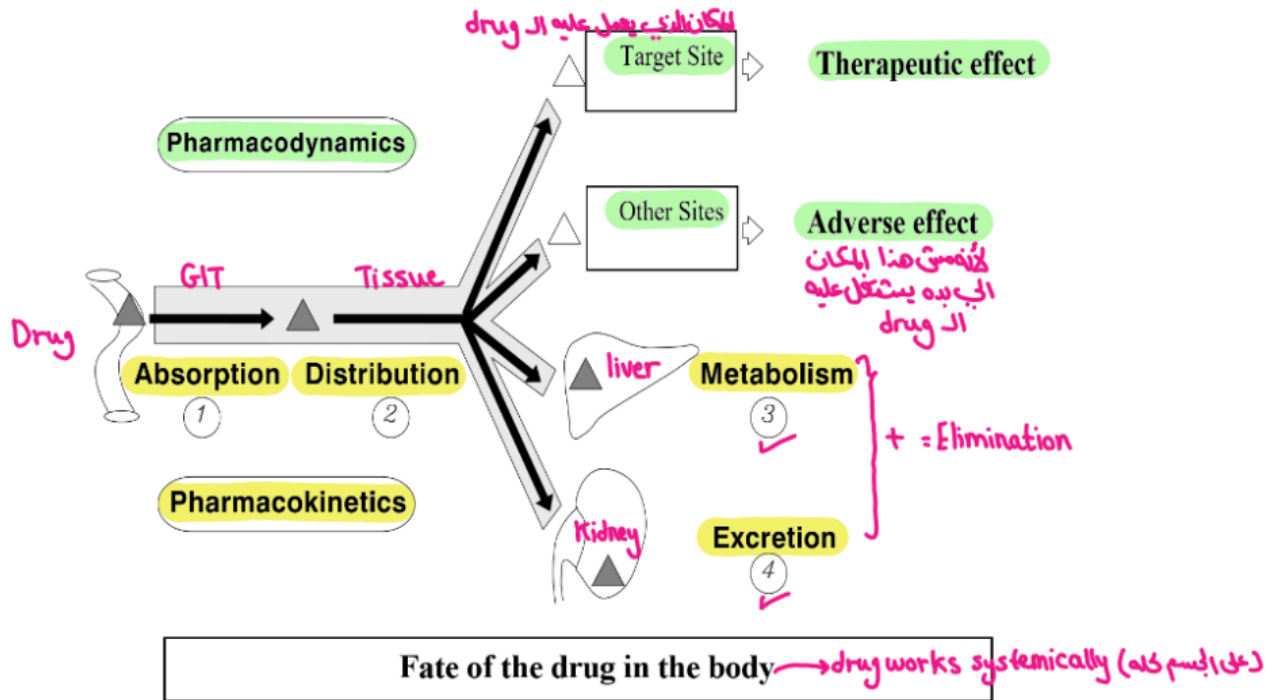 المكان الذي يعمل عليه الـ drug
Target Site
Therapeutic effect
Pharmacodynamics
Other Sites
Adverse effect
لأنه مش هذا المكان
الي بده يشتغل عليه
الـ drug
GIT
Tissue
Drug
Absorption
Distribution
1
2
liver
Metabolism
3
+ = Elimination
Pharmacokinetics
Kidney
Excretion
4
Fate of the drug in the body → drug works systemically (على الجسم كله)